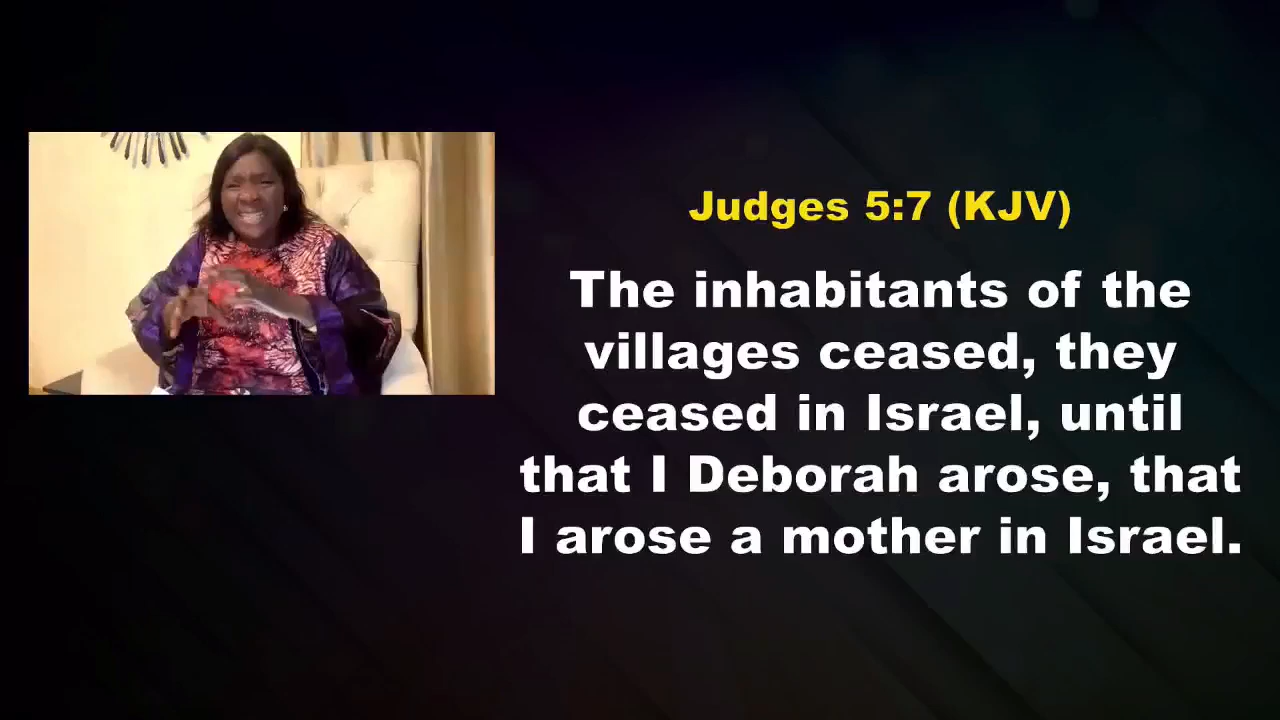 Judges 5:7 (KJV)
The inhabitants of the
villages ceased, they
ceased in Israel, until
that I Deborah arose, that
I arose a mother in Israel.